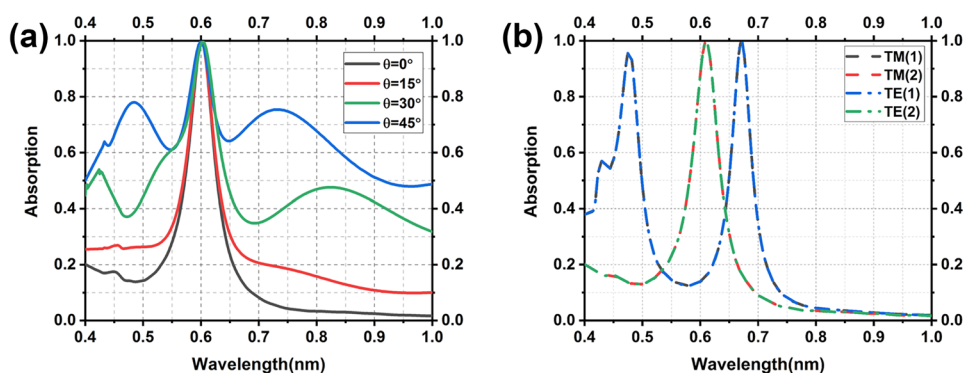 (a)
0.4 0.5 0.6 0.7 0.8 0.9 1.0
1.0 1.0
0.8 0.8
0.6 0.6
0.4 0.4
0.2 0.2
0.0 0.0
0.4 0.5 0.6 0.7 0.8 0.9 1.0
Absorption
Wavelength(nm)
θ=0°
θ=15°
θ=30°
θ=45°
(b)
0.4 0.5 0.6 0.7 0.8 0.9 1.0
1.0 1.0
0.8 0.8
0.6 0.6
0.4 0.4
0.2 0.2
0.0 0.0
0.4 0.5 0.6 0.7 0.8 0.9 1.0
Absorption
Wavelength(nm)
TM(1)
TM(2)
TE(1)
TE(2)